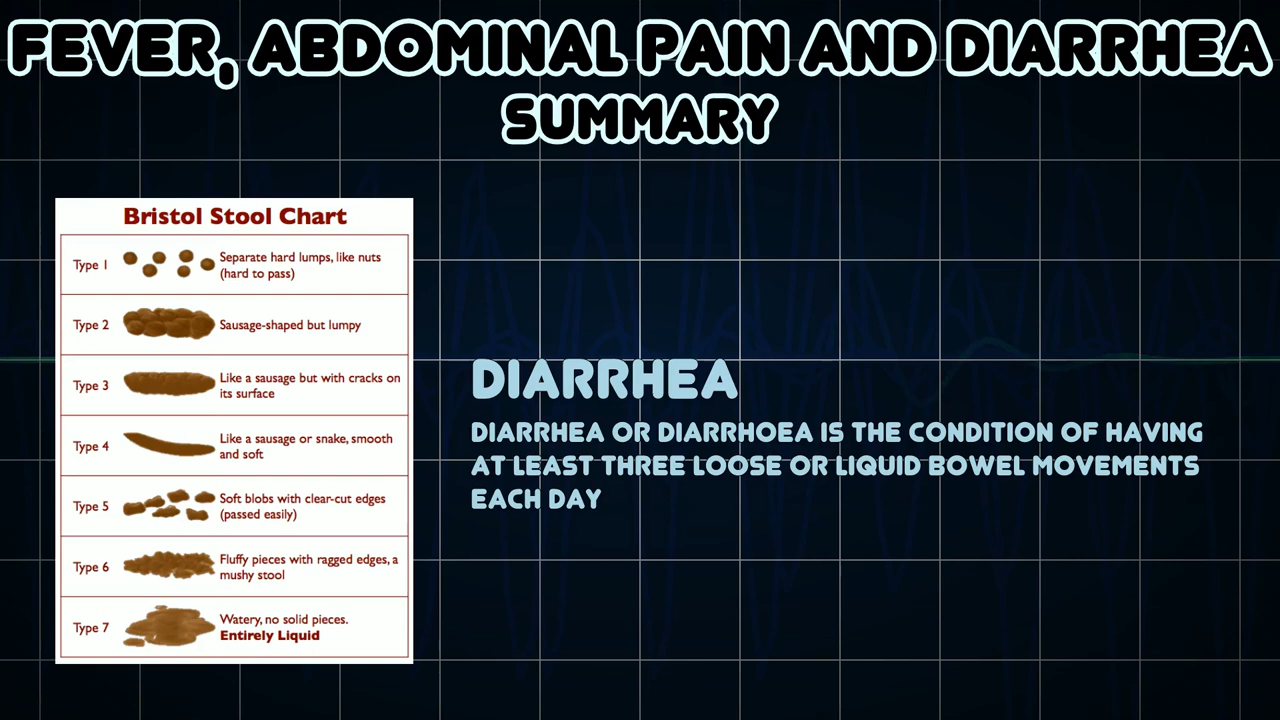 FEVER, ABDOMINAL PAIN AND DIARRHEA
SUMMARY
Bristol Stool Chart
Type 1
Separate hard lumps, like nuts
(hard to pass)
Type 2
Sausage-shaped but lumpy
Type 3
Like a sausage but with cracks on
its surface
Type 4
Like a sausage or snake, smooth
and soft
Type 5
Soft blobs with clear-cut edges
(passed easily)
Type 6
Fluffy pieces with ragged edges, a
mushy stool
Type 7
Watery, no solid pieces.
Entirely Liquid
DIARRHEA
DIARRHEA OR DIARRHOEA IS THE CONDITION OF HAVING
AT LEAST THREE LOOSE OR LIQUID BOWEL MOVEMENTS
EACH DAY